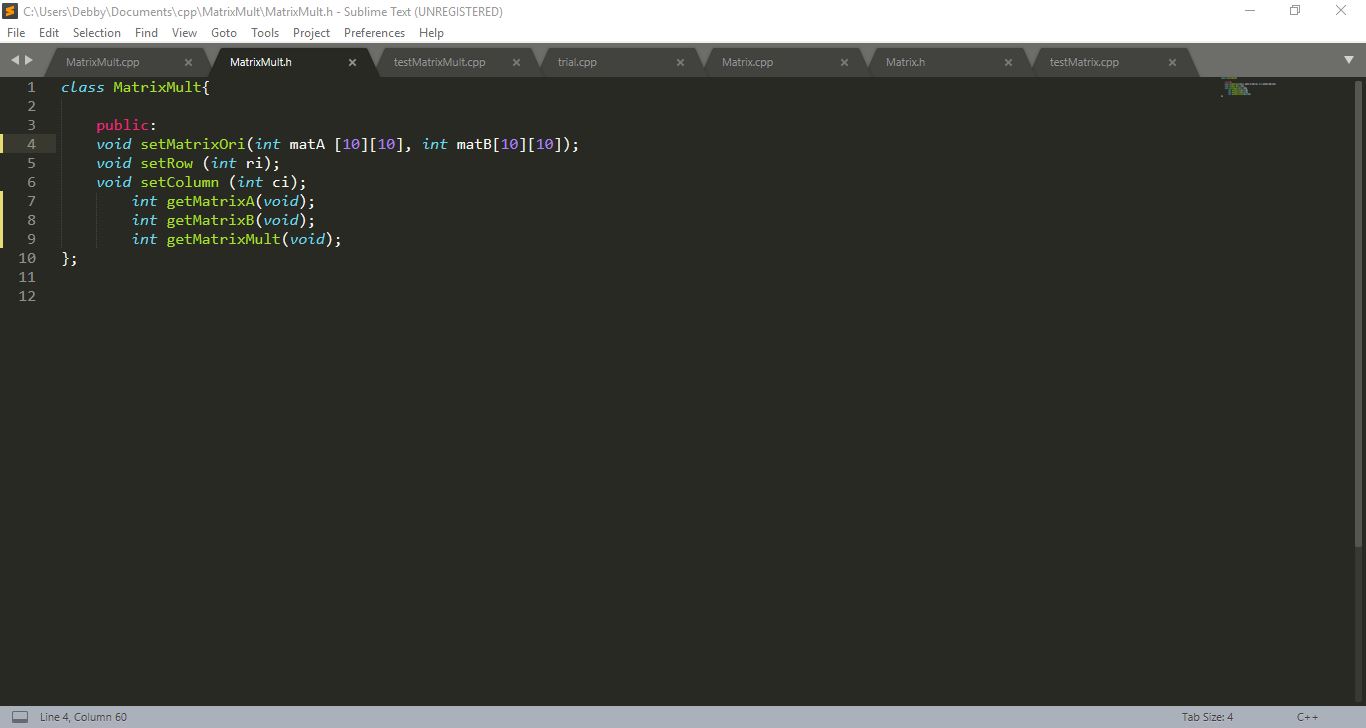 C:\Users\Debby\Documents\cpp\MatrixMult\MatrixMult.h - Sublime Text (UNREGISTERED)
File Edit Selection Find View Goto Tools Project Preferences Help
MatrixMult.cpp MatrixMult.h testMatrixMult.cpp trial.cpp Matrix.cpp Matrix.h testMatrix.cpp
1 class MatrixMult{
2
3 public:
4 void setMatrixOri(int matA [10][10], int matB[10][10]);
5 void setRow (int ri);
6 void setColumn (int ci);
7 int getMatrixA(void);
8 int getMatrixB(void);
9 int getMatrixMult(void);
10 };
11
12
Line 4, Column 60 Tab Size: 4 C++